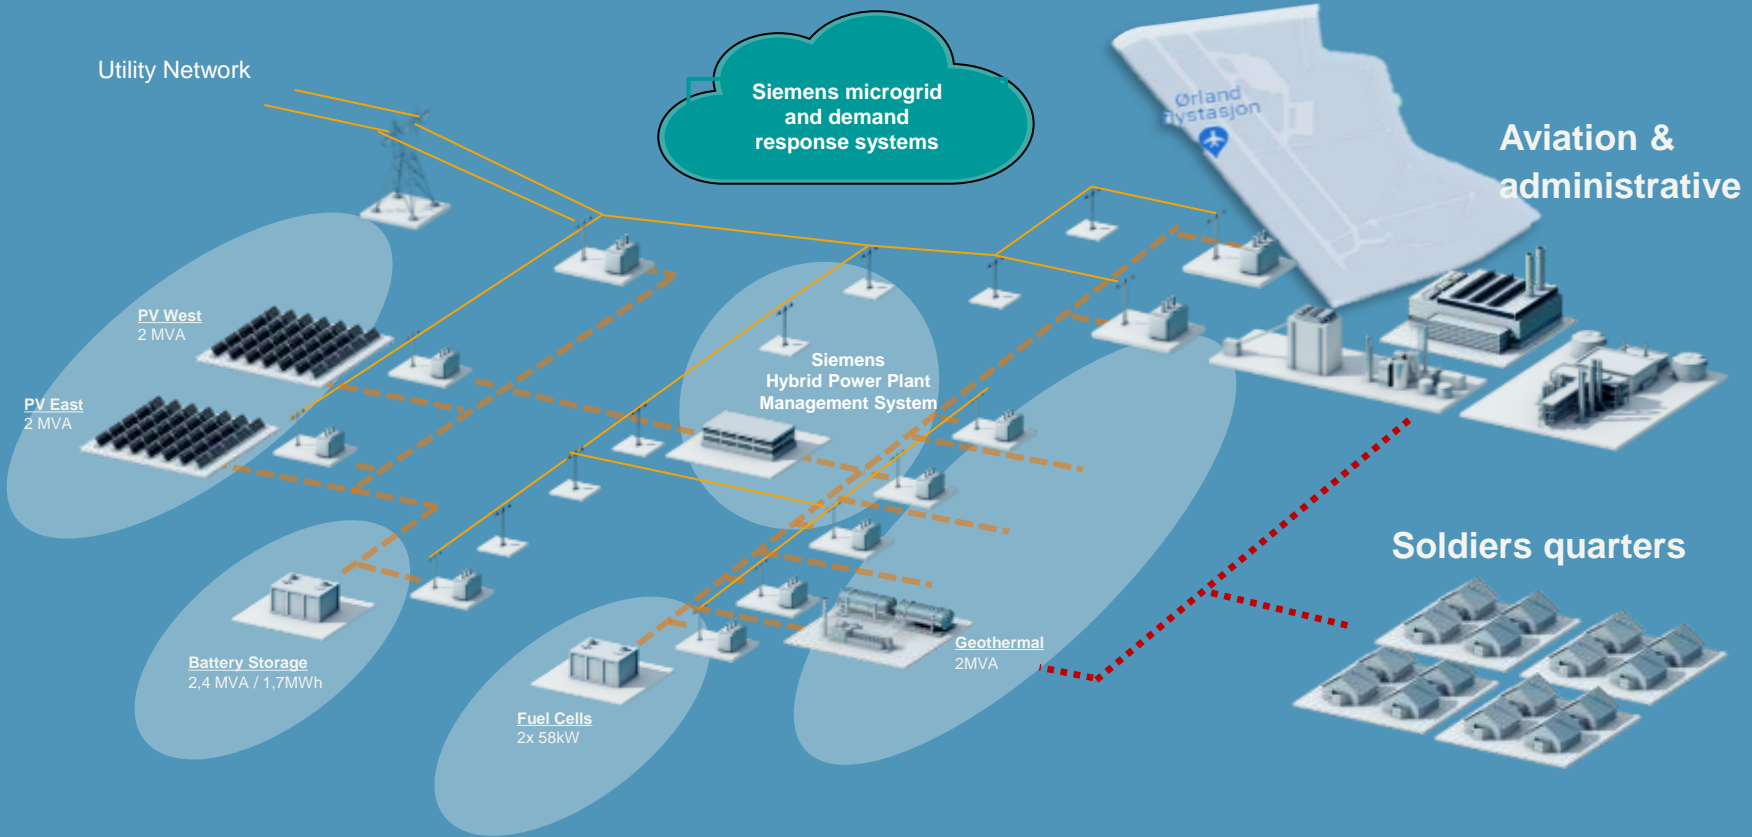 Utility Network
Siemens microgrid
and demand
response systems
Ørland
flystasjon
Aviation &
administrative
PV West
2 MVA
Siemens
Hybrid Power Plant
Management System
PV East
2 MVA
Soldiers quarters
Battery Storage
2,4 MVA / 1,7MWh
Geothermal
2MVA
Fuel Cells
2x 58kW